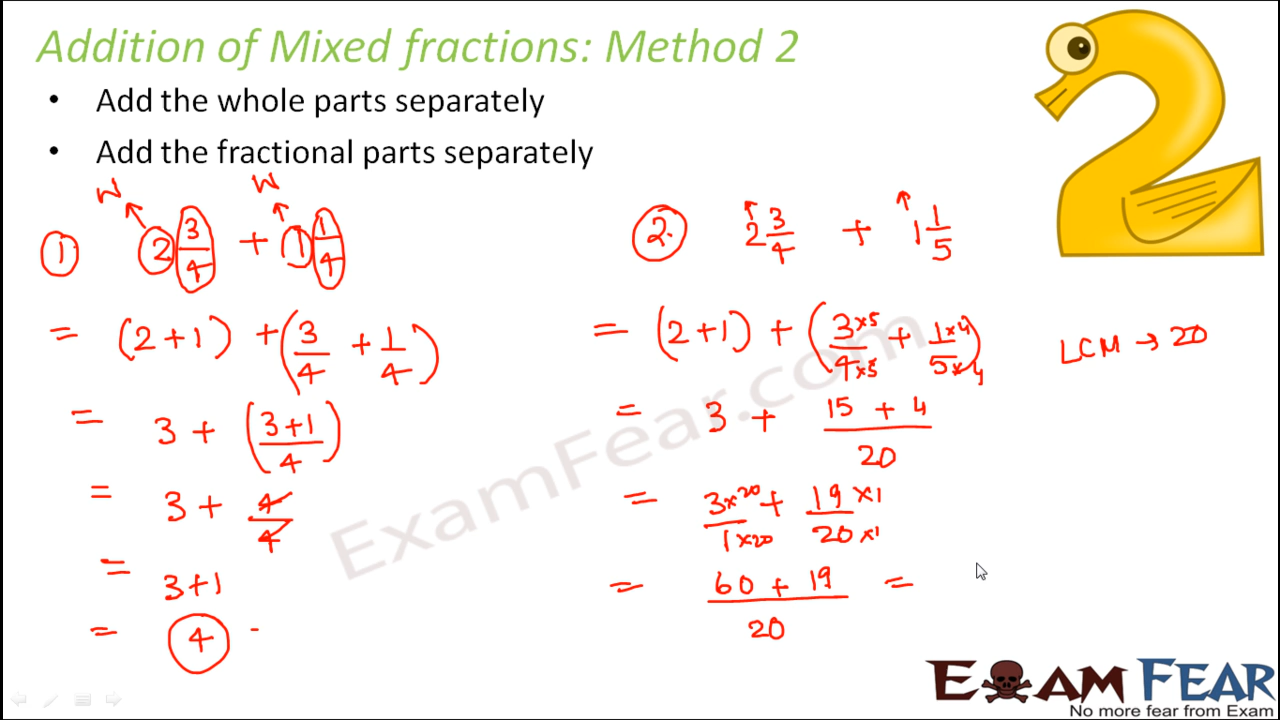 Addition of Mixed fractions: Method 2
• Add the whole parts separately
• Add the fractional parts separately
W W
① 2 3/4 + 1 1/4
= (2+1) + (3/4 + 1/4)
= 3 + (3+1/4)
= 3 + 4/4
= 3+1
= 4 -
②. 2 3/4 + 1 1/5
= (2+1) + (3×5/4×5 + 1×4/5×4) LCM → 20
= 3 + 15 + 4/20
= 3×20/1×20 + 19×1/20×1
= 60 + 19/20 =
ExamFear.com
EXAM FEAR
No more fear from Exam